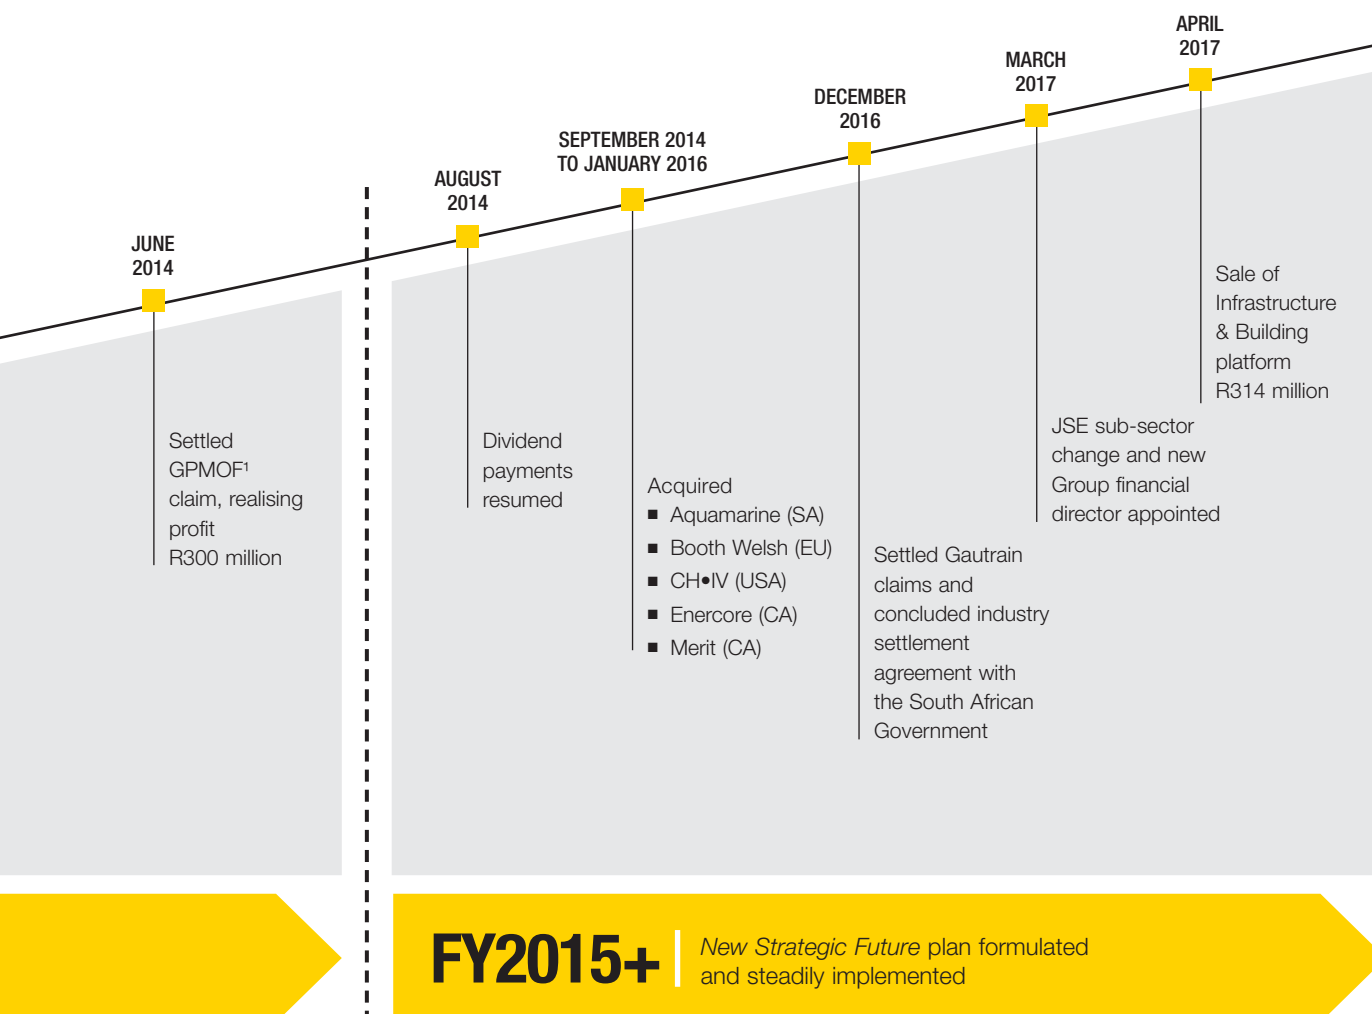 JUNE
2014
Settled
GPMOF¹
claim, realising
profit
R300 million
AUGUST
2014
Dividend
payments
resumed
SEPTEMBER 2014
TO JANUARY 2016
Acquired
■ Aquamarine (SA)
■ Booth Welsh (EU)
■ CH•IV (USA)
■ Enercore (CA)
■ Merit (CA)
DECEMBER
2016
Settled Gautrain
claims and
concluded industry
settlement
agreement with
the South African
Government
MARCH
2017
JSE sub-sector
change and new
Group financial
director appointed
APRIL
2017
Sale of
Infrastructure
& Building
platform
R314 million
FY2015+
New Strategic Future plan formulated
and steadily implemented